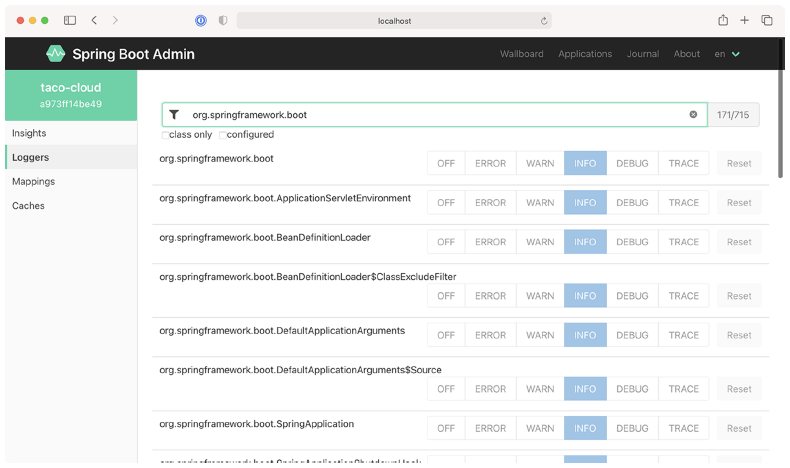 localhost
Spring Boot Admin
Wallboard Applications Journal About en
taco-cloud
a973ff14be49
Insights
Loggers
Mappings
Caches
org.springframework.boot 171/715
class only configured
org.springframework.boot
OFF ERROR WARN INFO DEBUG TRACE Reset
org.springframework.boot.ApplicationServletEnvironment
OFF ERROR WARN INFO DEBUG TRACE Reset
org.springframework.boot.BeanDefinitionLoader
OFF ERROR WARN INFO DEBUG TRACE Reset
org.springframework.boot.BeanDefinitionLoader$ClassExcludeFilter
OFF ERROR WARN INFO DEBUG TRACE Reset
org.springframework.boot.DefaultApplicationArguments
OFF ERROR WARN INFO DEBUG TRACE Reset
org.springframework.boot.DefaultApplicationArguments$Source
OFF ERROR WARN INFO DEBUG TRACE Reset
org.springframework.boot.SpringApplication
OFF ERROR WARN INFO DEBUG TRACE Reset